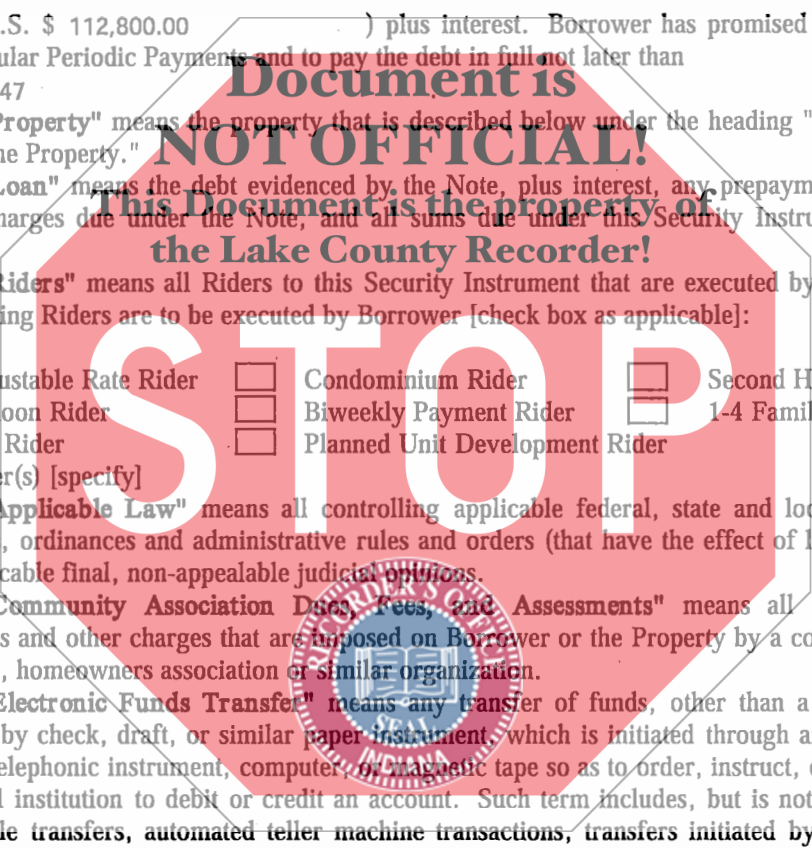 .S. $ 112,800.00 ) plus interest. Borrower has promised
ular Periodic Payments and to pay the debt in full not later than
47
Document is
Property" means the property that is described below under the heading "
NOT OFFICIAL!
he Property."
Loan" means the debt evidenced by the Note, plus interest, any prepaym
This Document is the property of
harges due under the Note, and all sums due under this Security Instru
the Lake County Recorder!
Riders" means all Riders to this Security Instrument that are executed by
ing Riders are to be executed by Borrower [check box as applicable]:
STOP
ustable Rate Rider Condominium Rider Second H
oon Rider Biweekly Payment Rider 1-4 Famil
Rider Planned Unit Development Rider
er(s) [specify]
Applicable Law" means all controlling applicable federal, state and loc
, ordinances and administrative rules and orders (that have the effect of l
cable final, non-appealable judicial opinions.
Community Association Dues, Fees, and Assessments" means all
s and other charges that are imposed on Borrower or the Property by a co
, homeowners association or similar organization.
Electronic Funds Transfer" means any transfer of funds, other than a
by check, draft, or similar paper instrument, which is initiated through a
elephonic instrument, computer, or magnetic tape so as to order, instruct,
l institution to debit or credit an account. Such term includes, but is not
le transfers, automated teller machine transactions, transfers initiated by
RECORDER'S OFFICE
SEAL
INDIANA